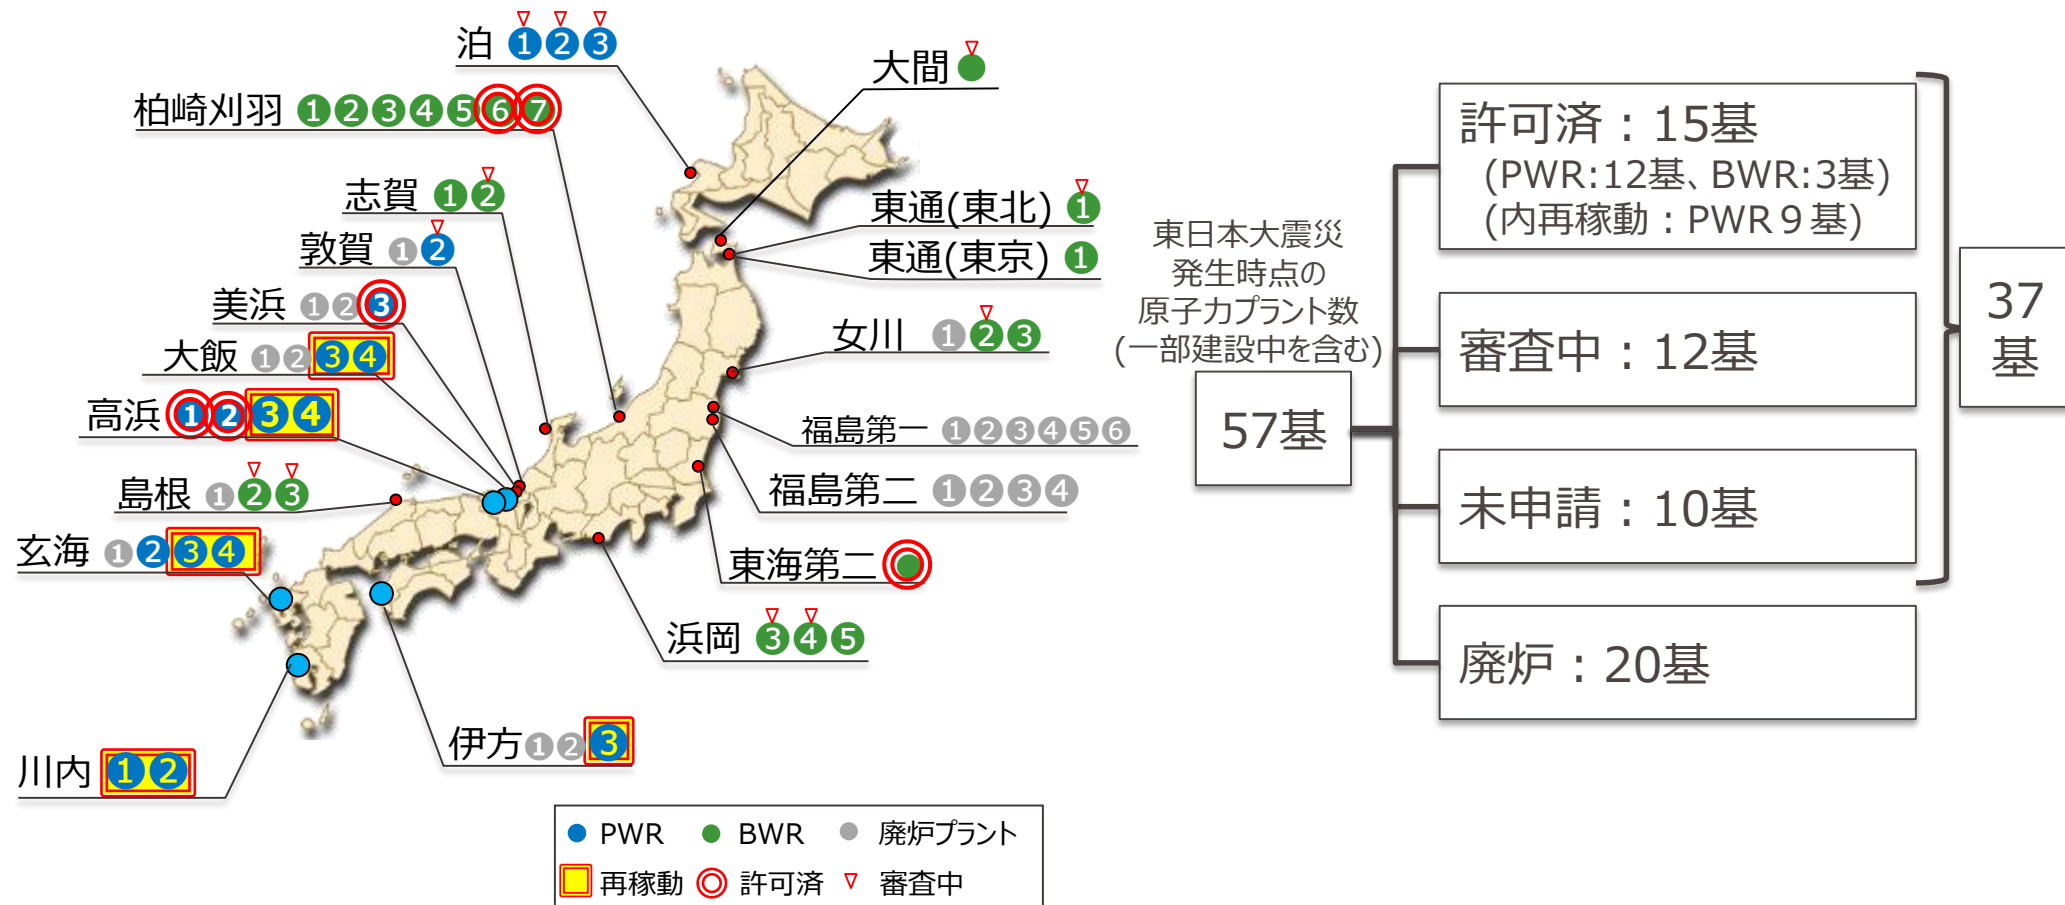 泊 1 2 3
大間
柏崎刈羽 1 2 3 4 5 6 7
志賀 1 2
東通(東北) 1
敦賀 1 2
東通(東京) 1
美浜 1 2 3
女川 1 2 3
大飯 1 2 3 4
高浜 1 2 3 4
福島第一 1 2 3 4 5 6
島根 1 2 3
福島第二 1 2 3 4
玄海 1 2 3 4
東海第二
浜岡 3 4 5
伊方 1 2 3
川内 1 2
PWR BWR 廃炉プラント
再稼動 許可済 審査中
東日本大震災
発生時点の
原子力プラント数
(一部建設中を含む)
57基
許可済：15基
(PWR:12基、BWR:3基)
(内再稼動：PWR９基)
審査中：12基
未申請：10基
廃炉：20基
37
基